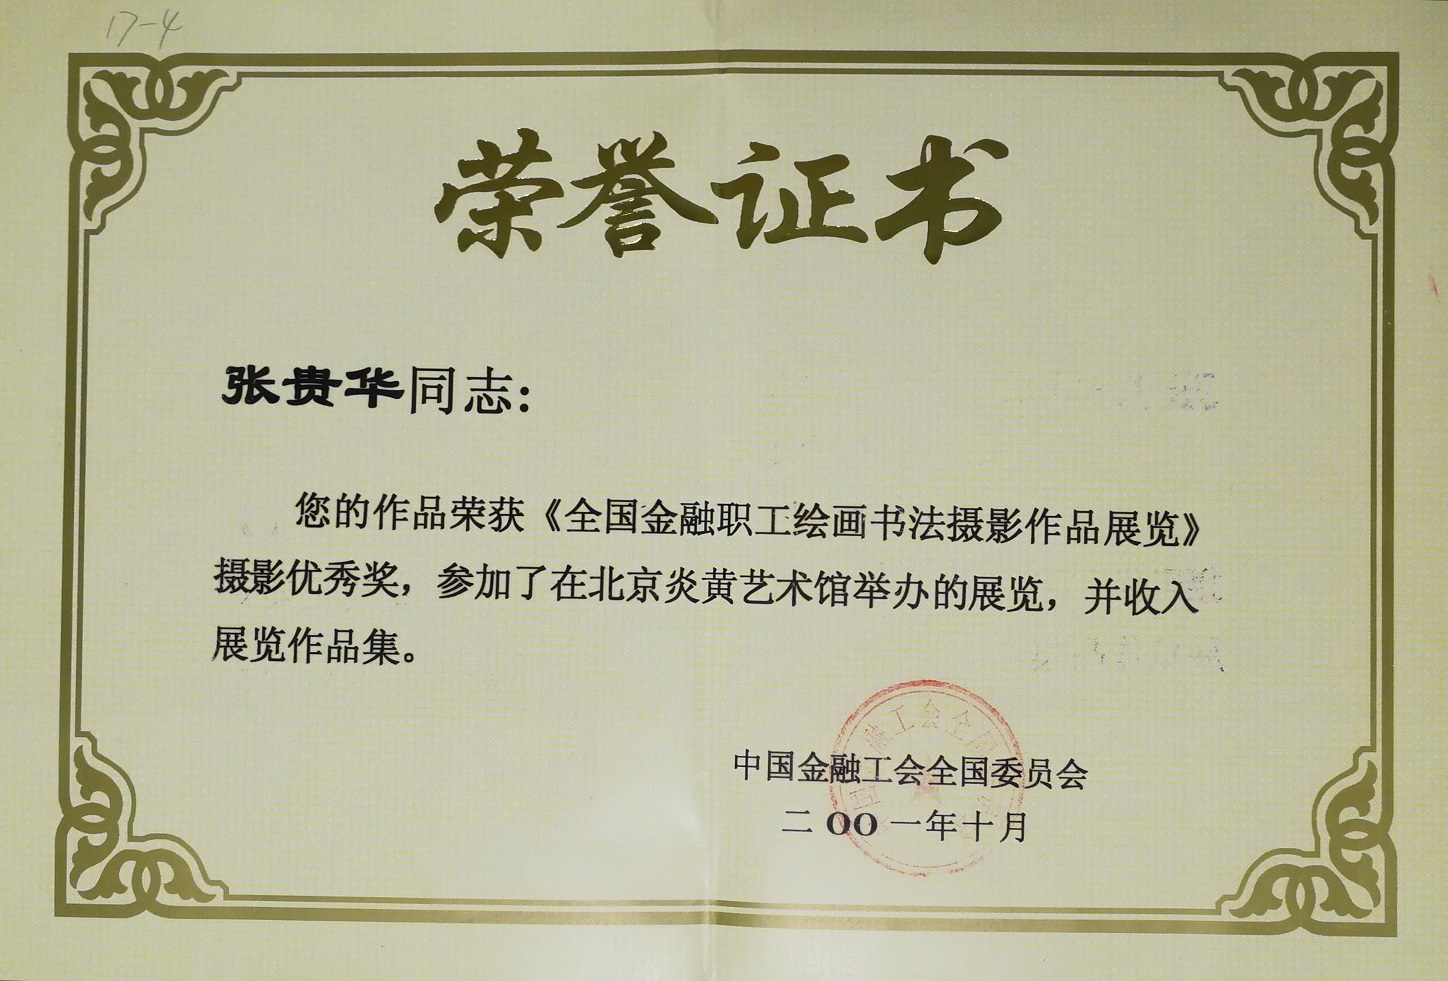 17-4
荣誉证书
张贵华同志：
您的作品荣获《全国金融职工绘画书法摄影作品展览》
摄影优秀奖，参加了在北京炎黄艺术馆举办的展览，并收入
展览作品集。
中国金融工会全国委员会
二OO一年十月